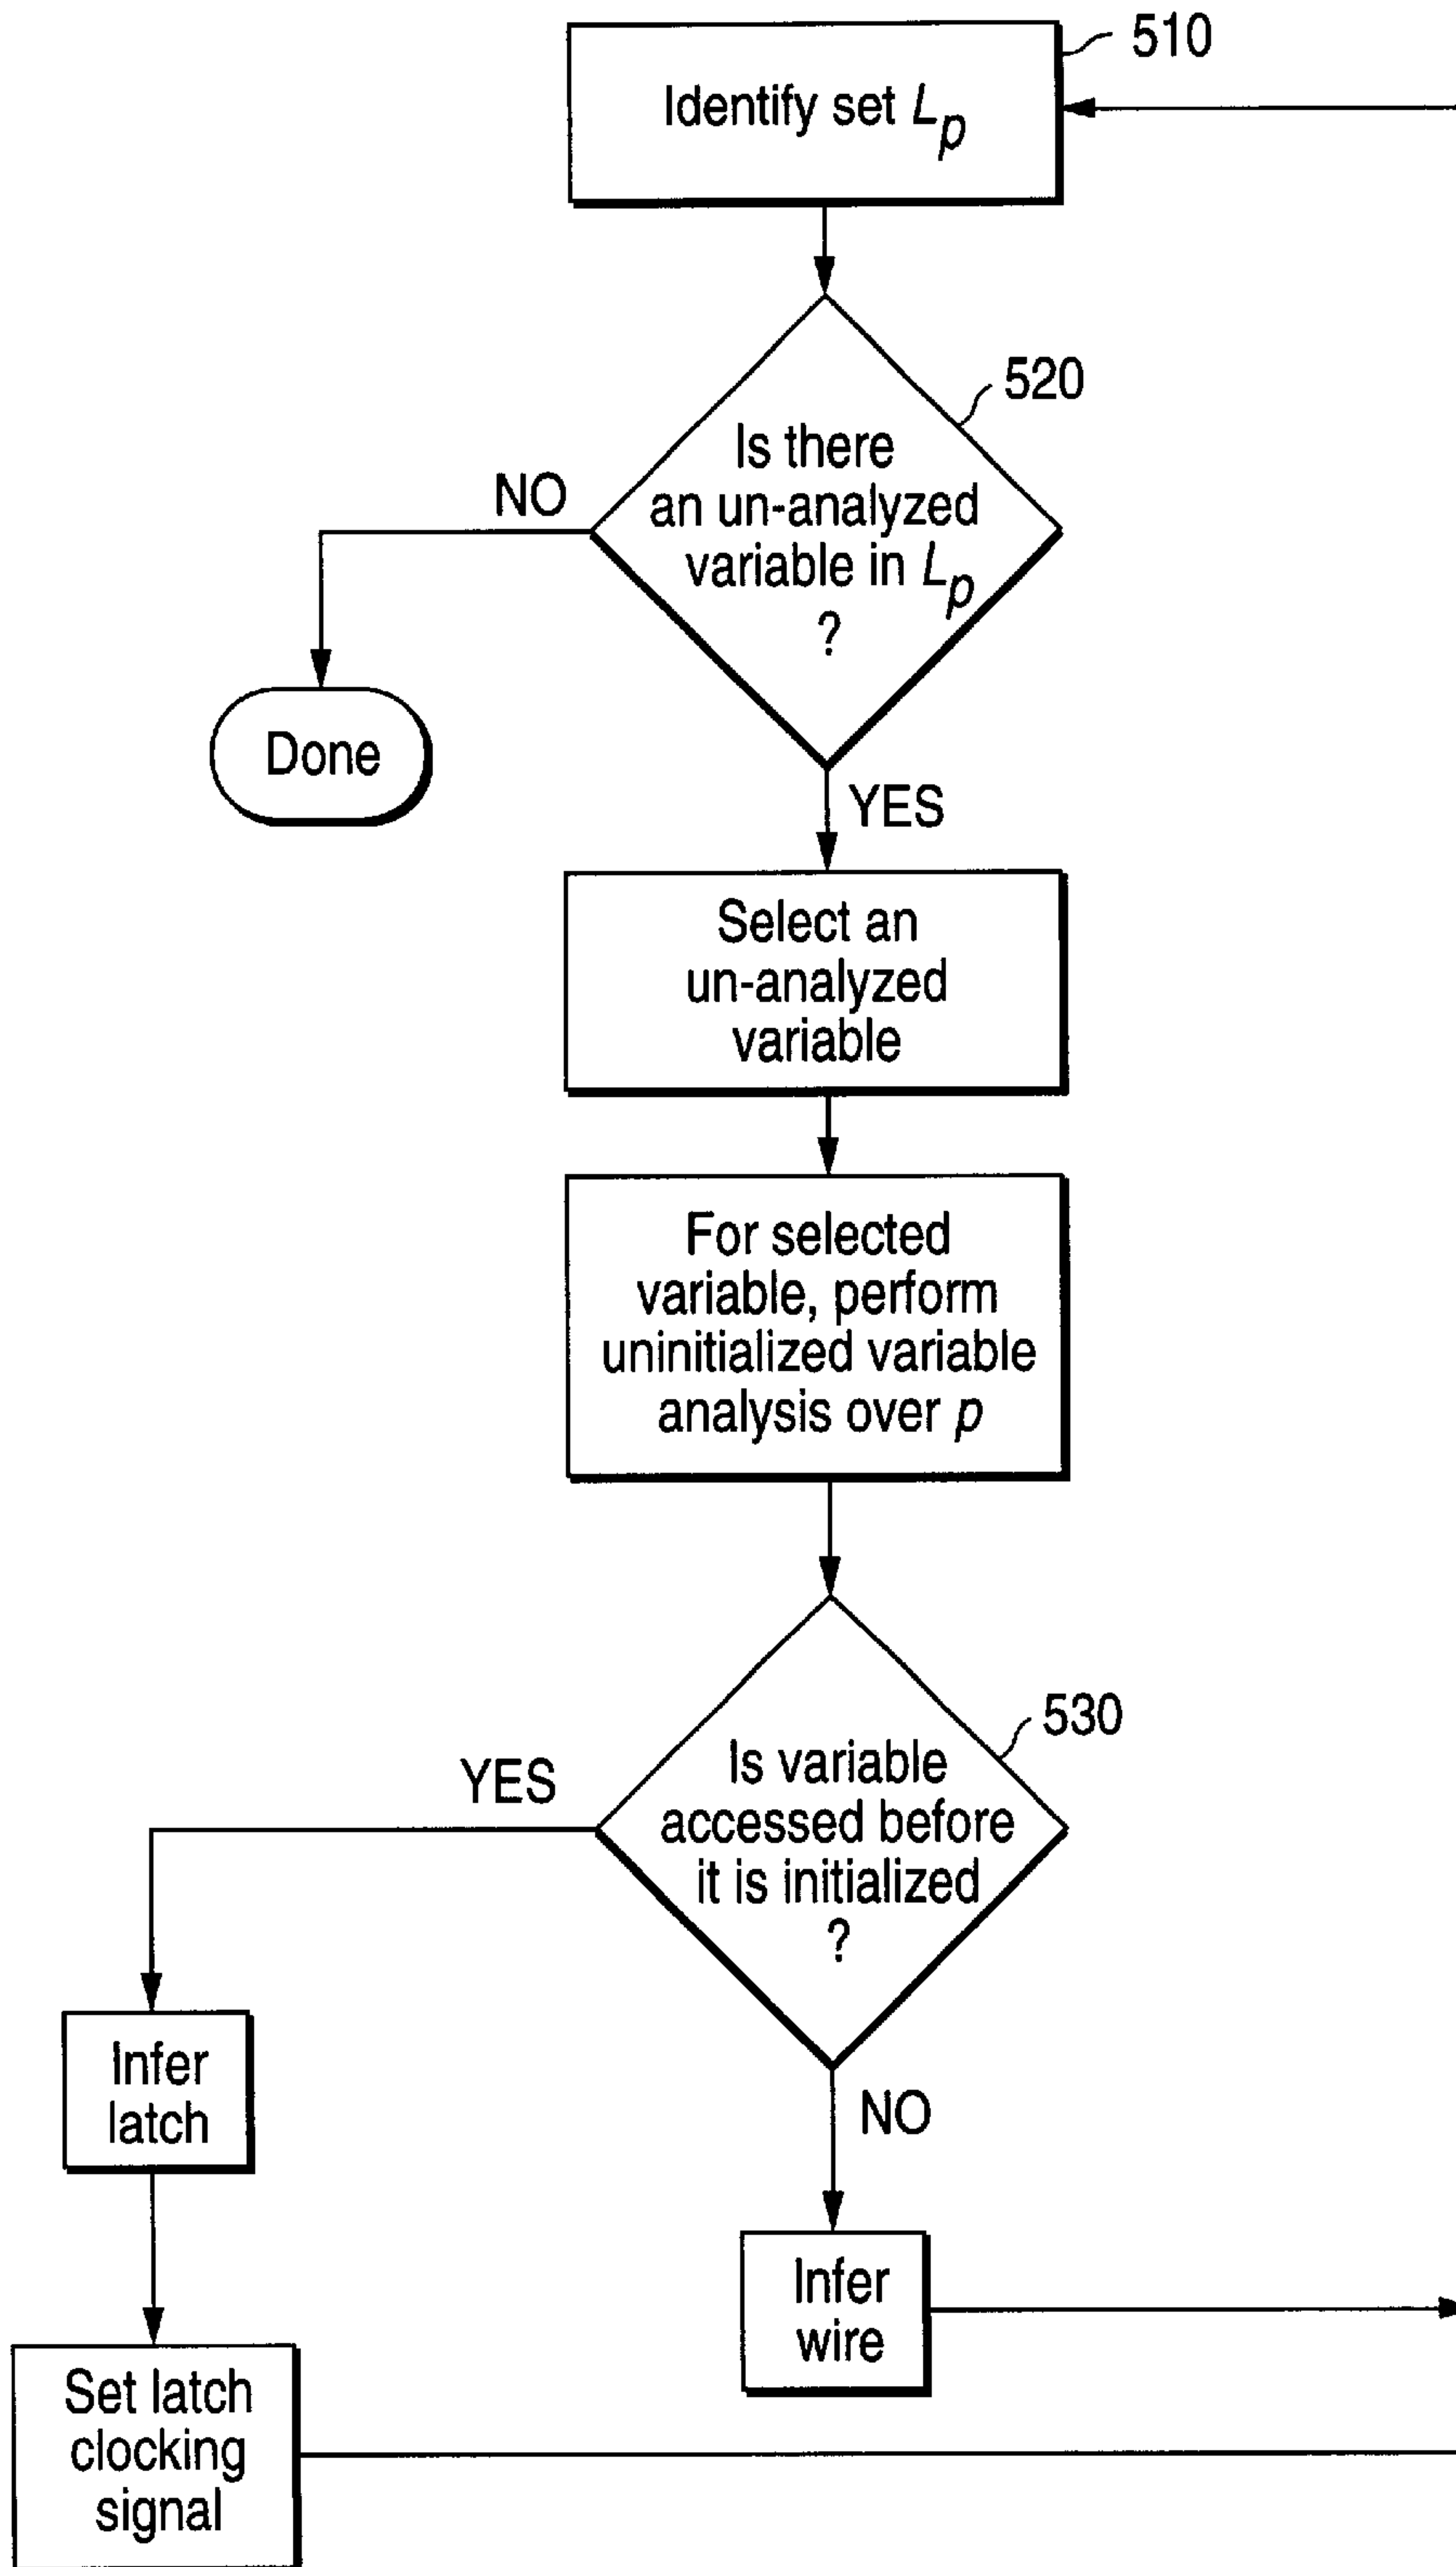 510
Identify set Lp
520
Is there
an un-analyzed
variable in Lp
?
NO
Done
YES
Select an
un-analyzed
variable
For selected
variable, perform
uninitialized variable
analysis over p
530
Is variable
accessed before
it is initialized
?
YES
Infer
latch
NO
Infer
wire
Set latch
clocking
signal